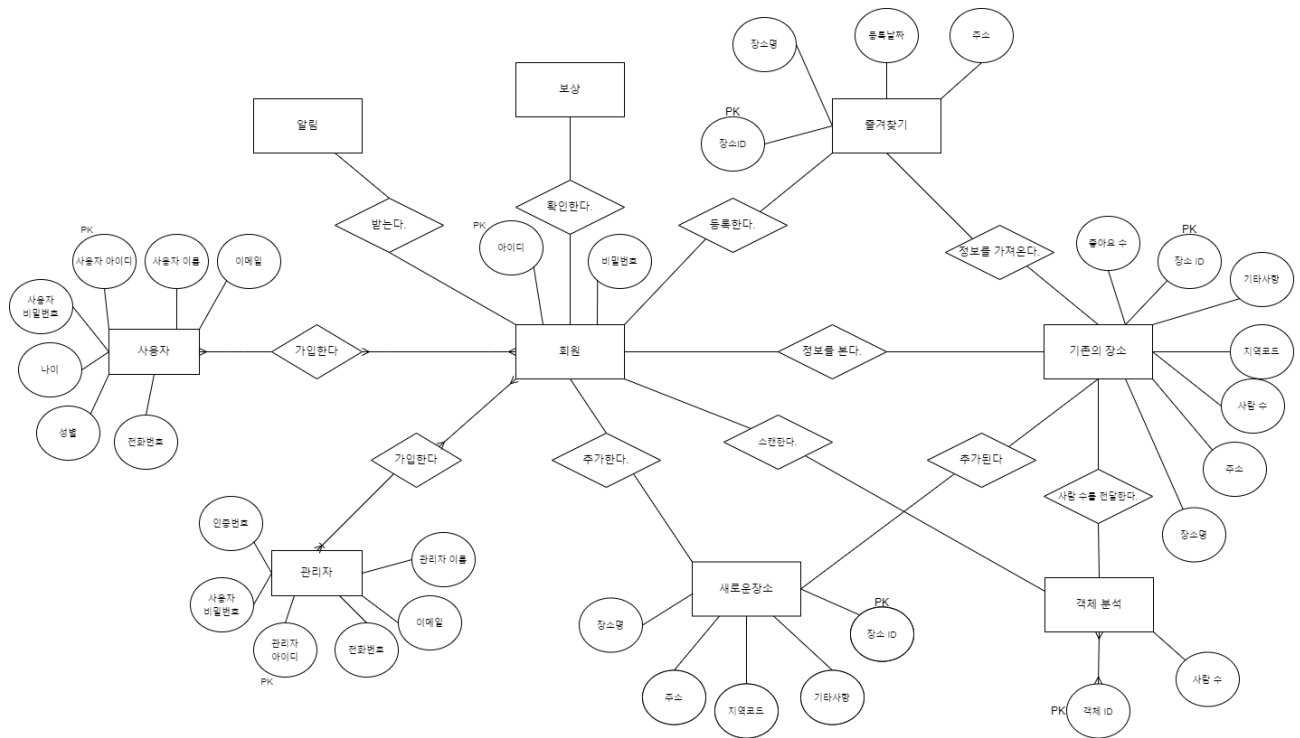 장소명
등록날짜
주소
보상
알림
PK
장소ID
즐겨찾기
확인한다.
받는다.
등록한다.
PK
사용자 아이디
사용자 이름
이메일
PK
아이디
비밀번호
정보를 가져온다.
좋아요 수
PK
장소 ID
기타사항
사용자
비밀번호
사용자
가입한다
회원
정보를 본다.
기존의 장소
지역코드
나이
성별
전화번호
사람 수
가입한다
추가한다.
스캔한다.
추가된다
주소
사람 수를 전달한다.
인증번호
장소명
관리자
관리자 이름
사용자
비밀번호
이메일
새로운장소
객체 분석
장소명
PK
장소 ID
관리자
아이디
PK
전화번호
주소
지역코드
기타사항
사람 수
PK
객체 ID